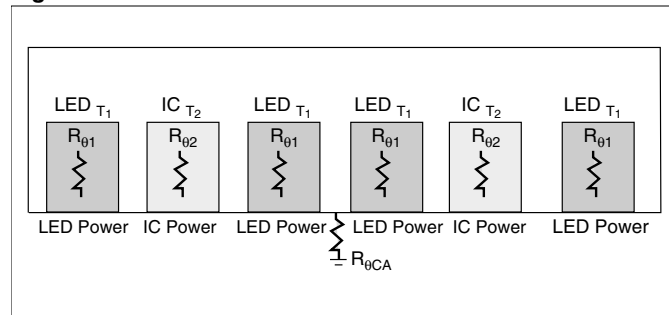 LED T1 IC T2 LED T1 LED T1 IC T2 LED T1
Rθ1 Rθ2 Rθ1 Rθ1 Rθ2 Rθ1
LED Power IC Power LED Power LED Power IC Power LED Power
RθCA